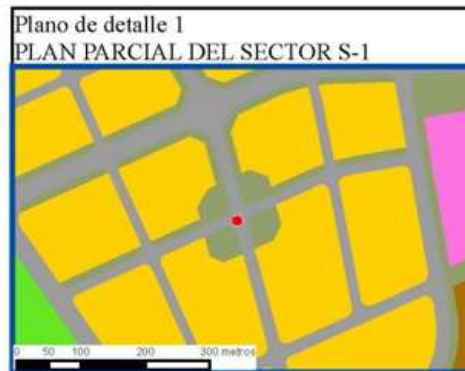 Plano de detalle 1
PLAN PARCIAL DEL SECTOR S-1
0 50 100 200 300 metros